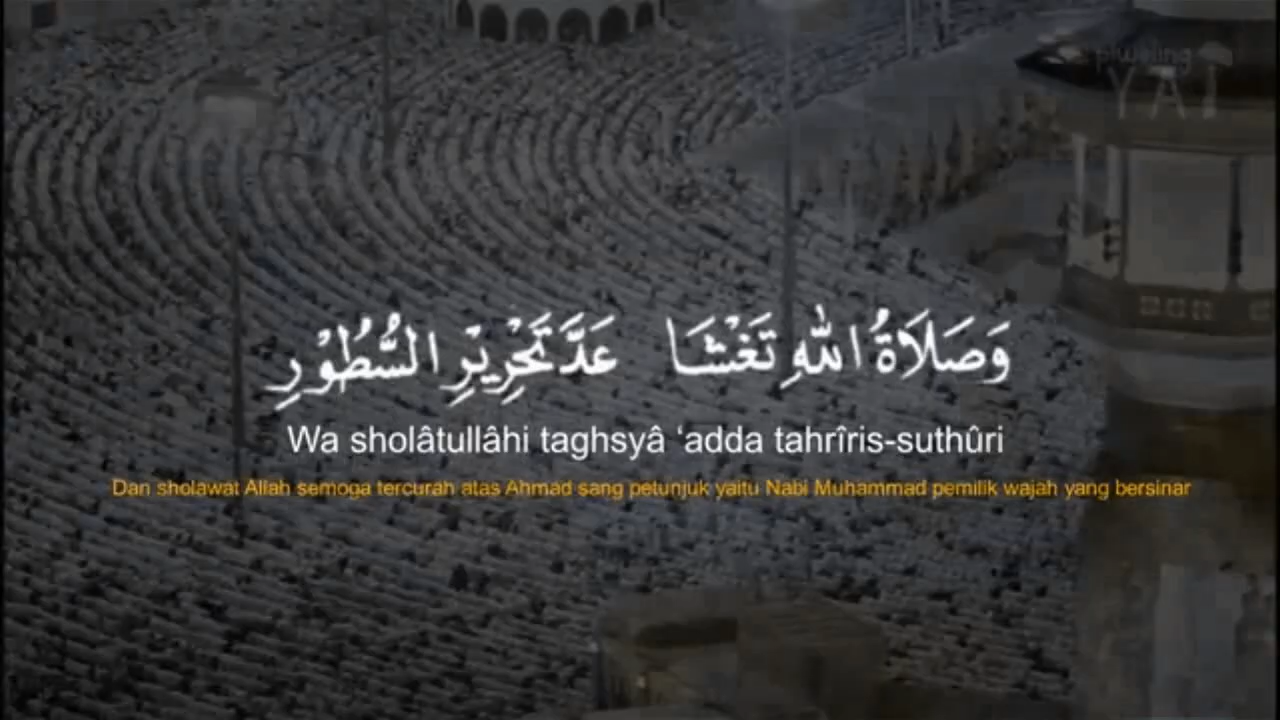 piweling
YAI
وَصَلَاةُ اللهِ تَغْشَا عَدَّ تَحْرِيْرِ السُّطُوْرِ
Wa sholâtullâhi taghsyâ ‘adda tahrîris-suthûri
Dan sholawat Allah semoga tercurah atas Ahmad sang petunjuk yaitu Nabi Muhammad pemilik wajah yang bersinar